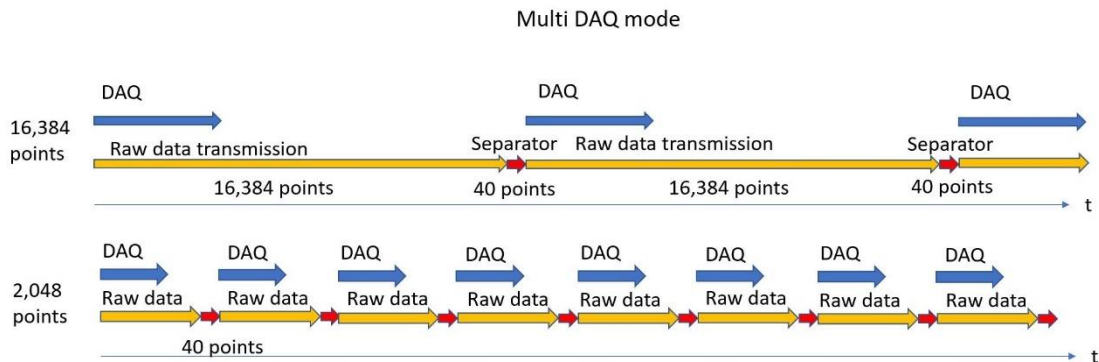 Multi DAQ mode
DAQ DAQ DAQ
16,384
points
Raw data transmission Separator Raw data transmission Separator
16,384 points 40 points 16,384 points 40 points
t
DAQ DAQ DAQ DAQ DAQ DAQ DAQ DAQ
2,048
points
Raw data Raw data Raw data Raw data Raw data Raw data Raw data Raw data
40 points
t